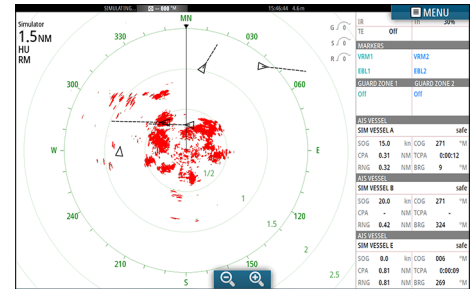 SIMULATING... -- 000 °M 15:46:44 4.6m
MENU
Simulator
1.5NM
HU
RM
MN
330
030
300
060
W
E
240
120
210
150
S
1/2
1
1.5
2
2.5
G / 0
S / 0
R / 0
IR TH 30%
TE Off
MARKERS
VRM1 VRM2
EBL1 EBL2
GUARD ZONE 1 GUARD ZONE 2
Off Off
AIS VESSEL
SIM VESSEL A safe
SOG 15.0 kn COG 271 °M
CPA 0.31 NM TCPA 0:00:12
RNG 0.32 NM BRG 9 °M
AIS VESSEL
SIM VESSEL B safe
SOG 20.0 kn COG 271 °M
CPA - NM TCPA -
RNG 0.42 NM BRG 324 °M
AIS VESSEL
SIM VESSEL E safe
SOG 0.0 kn COG 006 °M
CPA 0.81 NM TCPA 0:00:09
RNG 0.81 NM BRG 269 °M